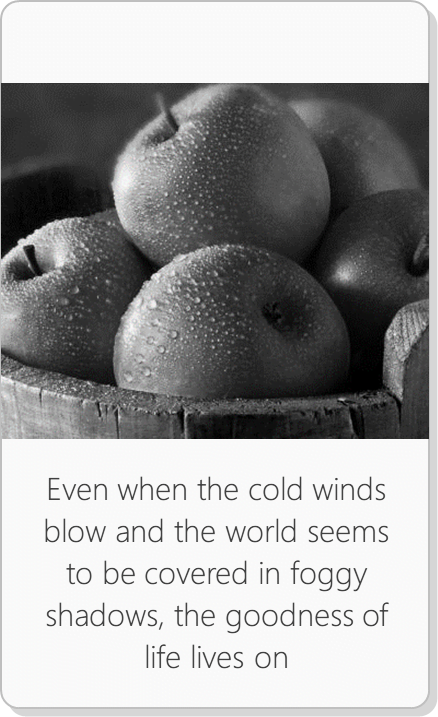 Even when the cold winds
blow and the world seems
to be covered in foggy
shadows, the goodness of
life lives on